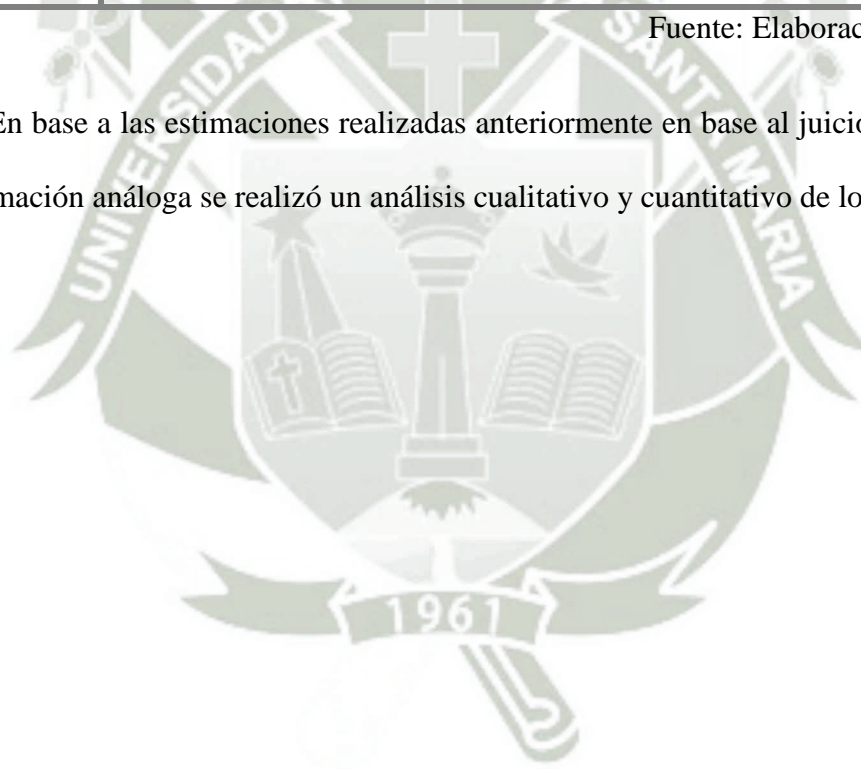 Fuente: Elaborac
En base a las estimaciones realizadas anteriormente en base al juicio
mación análoga se realizó un análisis cualitativo y cuantitativo de lo
UNIVERSIDAD
SANTA MARIA
1961